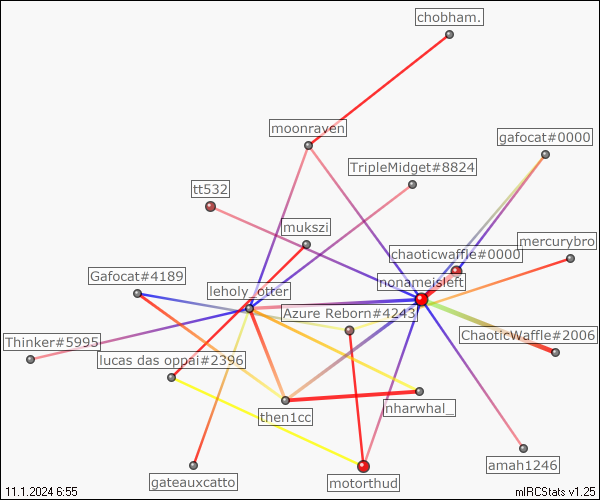 chobham.
moonraven
gafocat#0000
TripleMidget#8824
tt532
mukszi
mercurybro
chaoticwaffle#0000
Gafocat#4189
nonameisleft
leholy_otter
Azure Reborn#4243
ChaoticWaffle#2006
Thinker#5995
lucas das oppai#2396
nharwhal_
then1cc
amah1246
gateauxcatto
motorthud
11.1.2024 6:55
mIRCStats v1.25